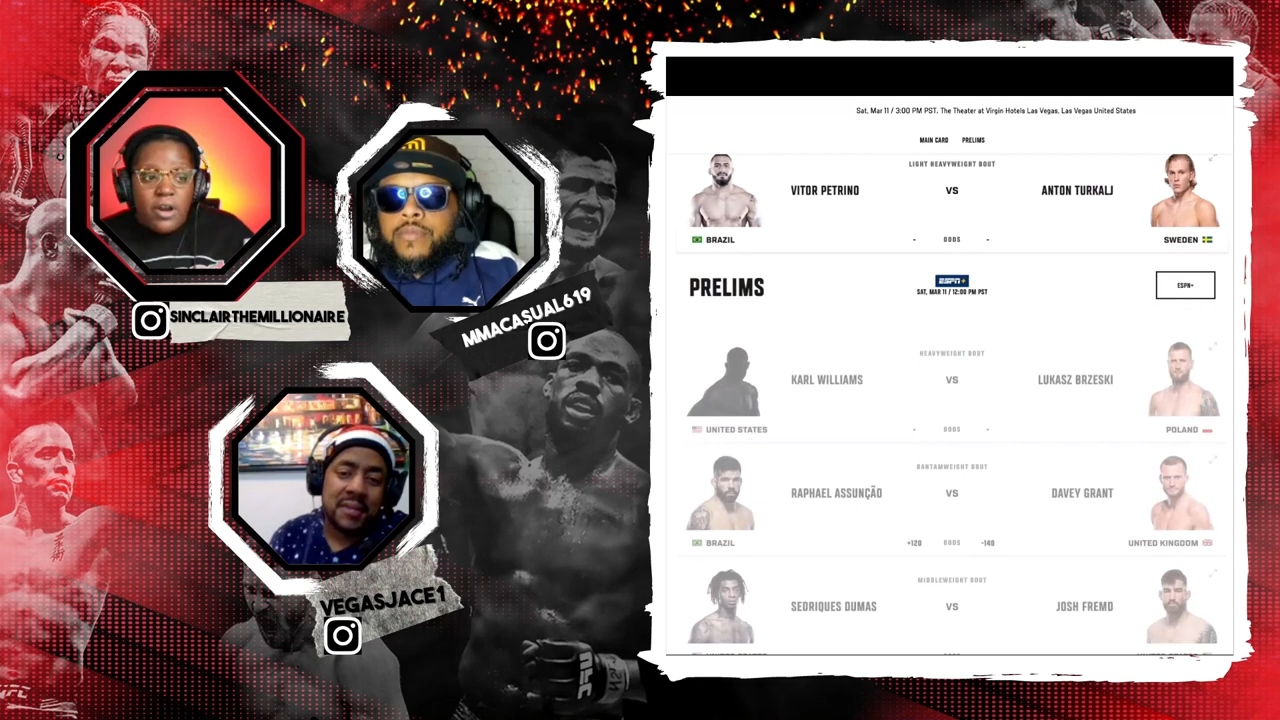 SINCLAIRTHEMILLIONAIRE
MMACASUAL619
VEGASJACE1
Sat, Mar 11 / 3:00 PM PST. The Theater at Virgin Hotels Las Vegas. Las Vegas United States
MAIN CARD PRELIMS
LIGHT HEAVYWEIGHT BOUT
VITOR PETRINO VS ANTON TURKALJ
BRAZIL - ODDS - SWEDEN
PRELIMS
ESPN+
SAT, MAR 11 / 12:00 PM PST
ESPN+
HEAVYWEIGHT BOUT
KARL WILLIAMS VS LUKASZ BRZESKI
UNITED STATES - ODDS - POLAND
BANTAMWEIGHT BOUT
RAPHAEL ASSUNÇÃO VS DAVEY GRANT
BRAZIL +120 ODDS -140 UNITED KINGDOM
MIDDLEWEIGHT BOUT
SEDRIQUES DUMAS VS JOSH FREMD
UFC
UFC